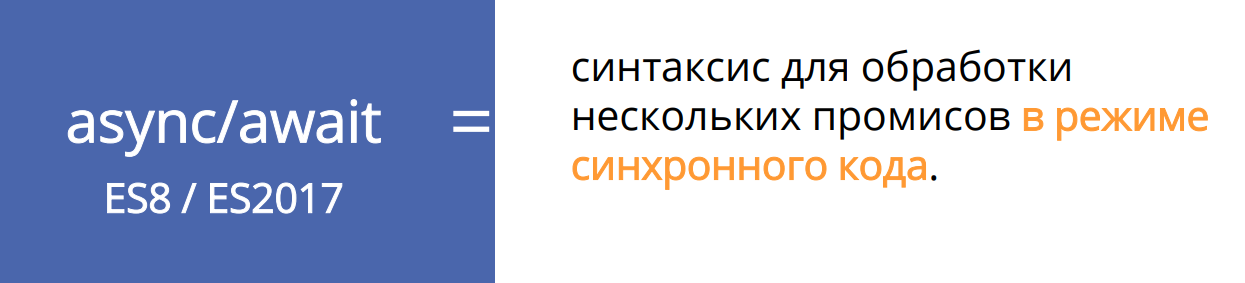 async/await =
ES8 / ES2017
синтаксис для обработки
нескольких промисов в режиме
синхронного кода.